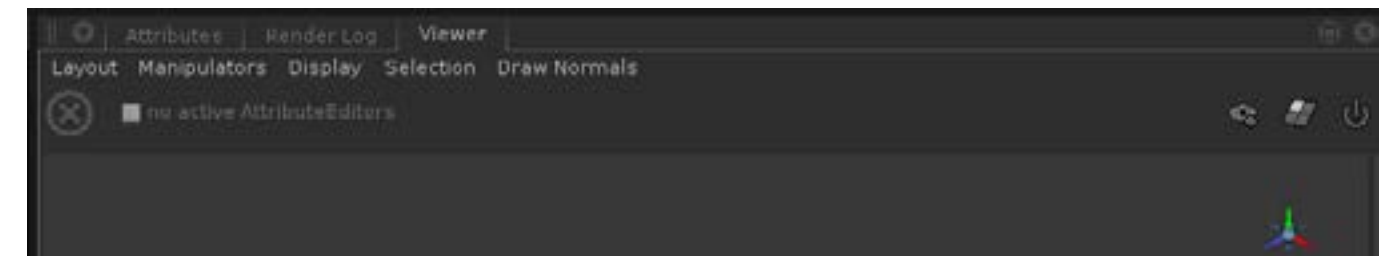 Attributes Render Log Viewer
Layout Manipulators Display Selection Draw Normals
no active AttributeEditors